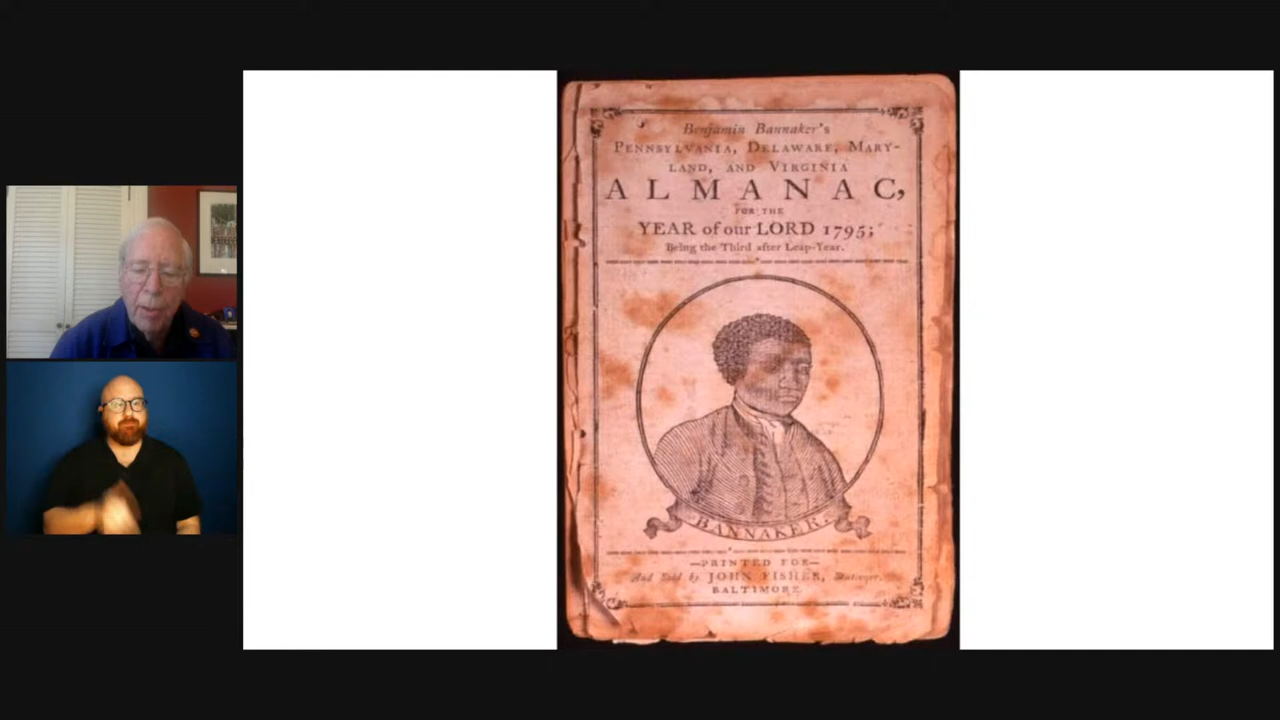 Benjamin Bannaker's
PENNSYLVANIA, DELAWARE, MARY-
LAND, AND VIRGINIA
ALMANAC,
FOR THE
YEAR of our LORD 1795;
Being the Third after Leap-Year.
BANNAKER.
—PRINTED FOR—
And Sold by JOHN FISHER, Stationer.
BALTIMORE